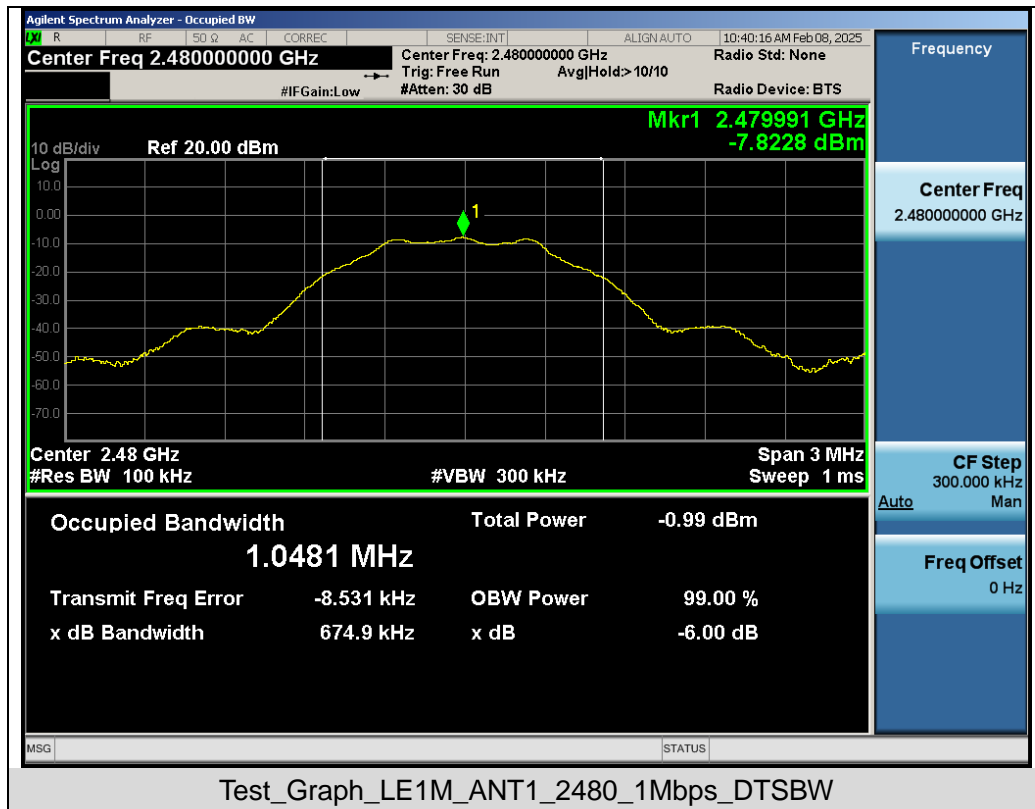 Agilent Spectrum Analyzer - Occupied BW
LXI R RF 50 Ω AC CORREC SENSE:INT ALIGN AUTO 10:40:16 AM Feb 08, 2025
Center Freq 2.480000000 GHz
Center Freq: 2.480000000 GHz
Radio Std: None
Trig: Free Run Avg|Hold:> 10/10
#IFGain:Low
#Atten: 30 dB
Radio Device: BTS
Frequency
Mkr1 2.479991 GHz
-7.8228 dBm
10 dB/div Ref 20.00 dBm
Log
10.0
0.00
-10.0
-20.0
-30.0
-40.0
-50.0
-60.0
-70.0
1
Center 2.48 GHz Span 3 MHz
#Res BW 100 kHz #VBW 300 kHz Sweep 1 ms
Center Freq
2.480000000 GHz
CF Step
300.000 kHz
Auto Man
Freq Offset
0 Hz
Occupied Bandwidth Total Power -0.99 dBm
1.0481 MHz
Transmit Freq Error -8.531 kHz OBW Power 99.00 %
x dB Bandwidth 674.9 kHz x dB -6.00 dB
MSG STATUS
Test_Graph_LE1M_ANT1_2480_1Mbps_DTSBW